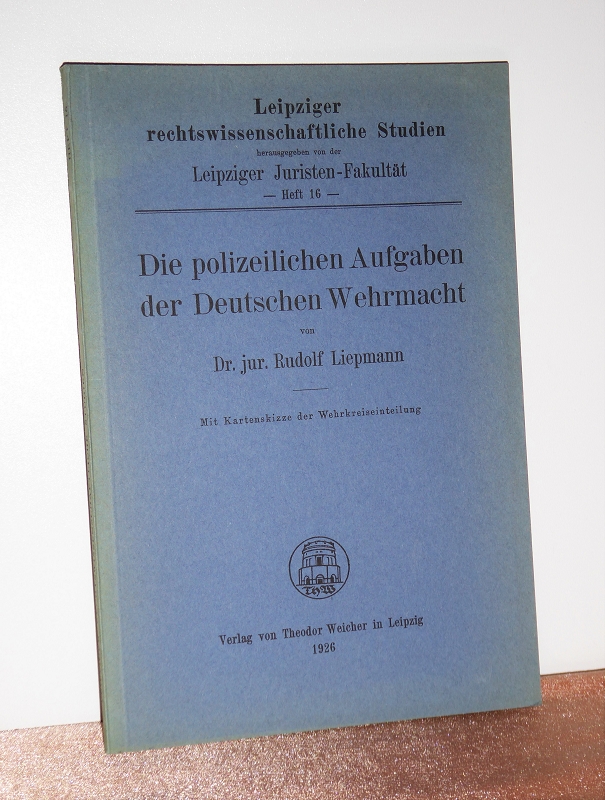 Leipziger
rechtswissenschaftliche Studien
herausgegeben von der
Leipziger Juristen-Fakultät
— Heft 16 —
Die polizeilichen Aufgaben
der Deutschen Wehrmacht
von
Dr. jur. Rudolf Liepmann
Mit Kartenskizze der Wehrkreiseinteilung
THW
Verlag von Theodor Weicher in Leipzig
1926